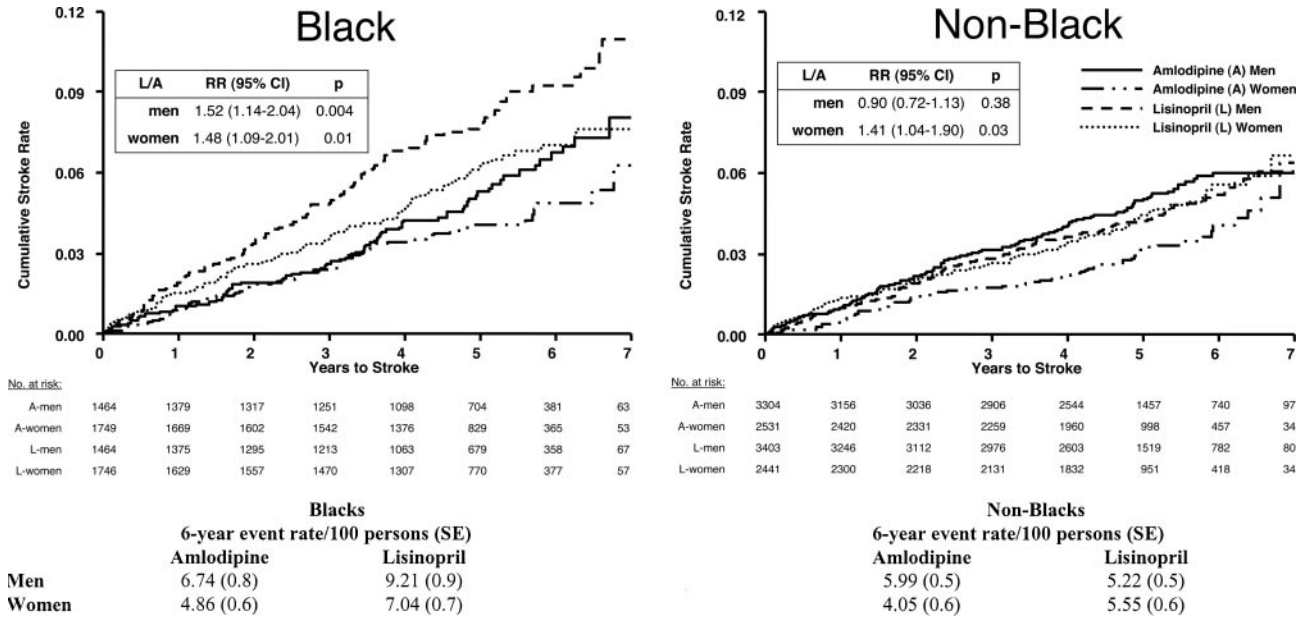 Black
0.12
0.09
0.06
0.03
0.00
Cumulative Stroke Rate
L/A RR (95% CI) p
men 1.52 (1.14-2.04) 0.004
women 1.48 (1.09-2.01) 0.01
0 1 2 3 4 5 6 7
Years to Stroke
No. at risk:
A-men 1464 1379 1317 1251 1098 704 381 63
A-women 1749 1669 1602 1542 1376 829 365 53
L-men 1464 1375 1295 1213 1063 679 358 67
L-women 1746 1629 1557 1470 1307 770 377 57
Blacks
6-year event rate/100 persons (SE)
Amlodipine Lisinopril
Men 6.74 (0.8) 9.21 (0.9)
Women 4.86 (0.6) 7.04 (0.7)
Non-Black
0.12
0.09
0.06
0.03
0.00
Cumulative Stroke Rate
L/A RR (95% CI) p
men 0.90 (0.72-1.13) 0.38
women 1.41 (1.04-1.90) 0.03
Amlodipine (A) Men
Amlodipine (A) Women
Lisinopril (L) Men
Lisinopril (L) Women
0 1 2 3 4 5 6 7
Years to Stroke
No. at risk:
A-men 3304 3156 3036 2906 2544 1457 740 97
A-women 2531 2420 2331 2259 1960 998 457 34
L-men 3403 3246 3112 2976 2603 1519 782 80
L-women 2441 2300 2218 2131 1832 951 418 34
Non-Blacks
6-year event rate/100 persons (SE)
Amlodipine Lisinopril
5.99 (0.5) 5.22 (0.5)
4.05 (0.6) 5.55 (0.6)